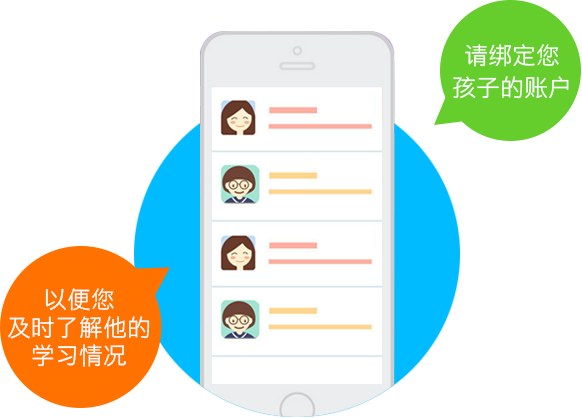 请绑定您
孩子的账户
以便您
及时了解他的
学习情况